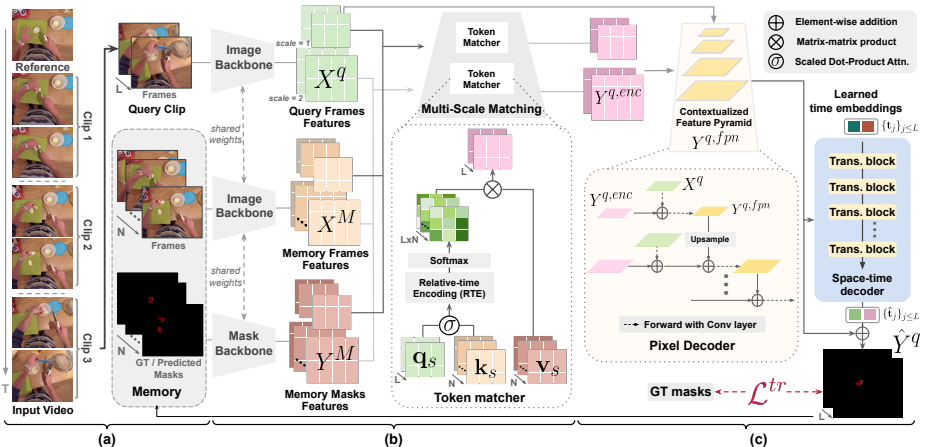 Reference
Clip 1
Clip 2
Clip 3
T
Input Video
L
Frames
Query Clip
N
Frames
N
GT / Predicted
Masks
Memory
Image
Backbone
shared
weights
Image
Backbone
shared
weights
Mask
Backbone
scale = 1
X^q
scale = 2
Query Frames
Features
X^M
Memory Frames
Features
Y^M
Memory Masks
Features
Token
Matcher
Token
Matcher
Multi-Scale Matching
LxN
Softmax
Relative-time
Encoding (RTE)
σ
q_s
L
k_s
N
v_s
N
Token matcher
Y^{q,enc}
Contextualized
Feature Pyramid
Y^{q,fpn}
X^q
Y^{q,enc}
Y^{q,fpn}
Upsample
Forward with Conv layer
Pixel Decoder
⊕ Element-wise addition
⊗ Matrix-matrix product
σ Scaled Dot-Product Attn.
Learned
time embeddings
{t_j}_{j≤L}
Trans. block
Trans. block
Trans. block
Trans. block
Space-time
decoder
{t̂_j}_{j≤L}
Ŷ^q
GT masks
ℒ^{tr}
L
(a)
(b)
(c)